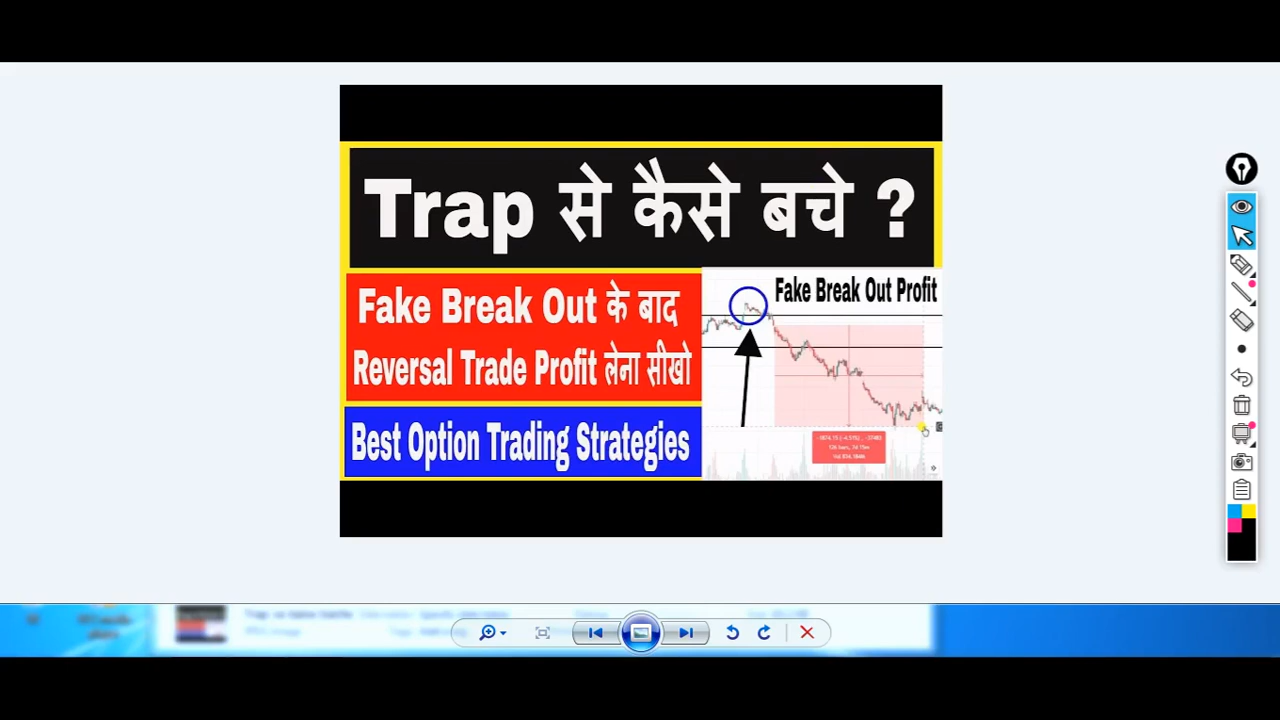 Trap से कैसे बचे ?
Fake Break Out के बाद
Reversal Trade Profit लेना सीखो
Best Option Trading Strategies
Fake Break Out Profit